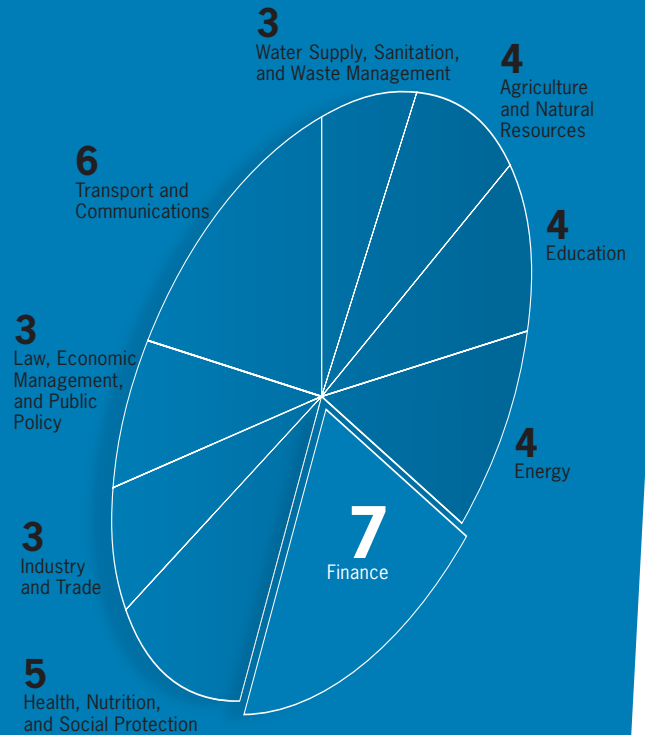 3
Water Supply, Sanitation,
and Waste Management
4
Agriculture
and Natural
Resources
4
Education
4
Energy
7
Finance
5
Health, Nutrition,
and Social Protection
3
Industry
and Trade
3
Law, Economic
Management,
and Public
Policy
6
Transport and
Communications